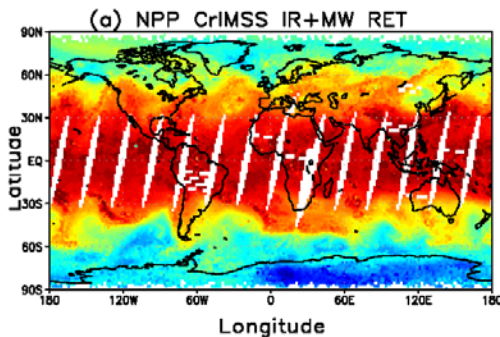 (a) NPP CrIMSS IR+MW RET
90N
60N
30N
EQ
30S
60S
90S
Latitude
180 120W 60W 0 60E 120E 180
Longitude